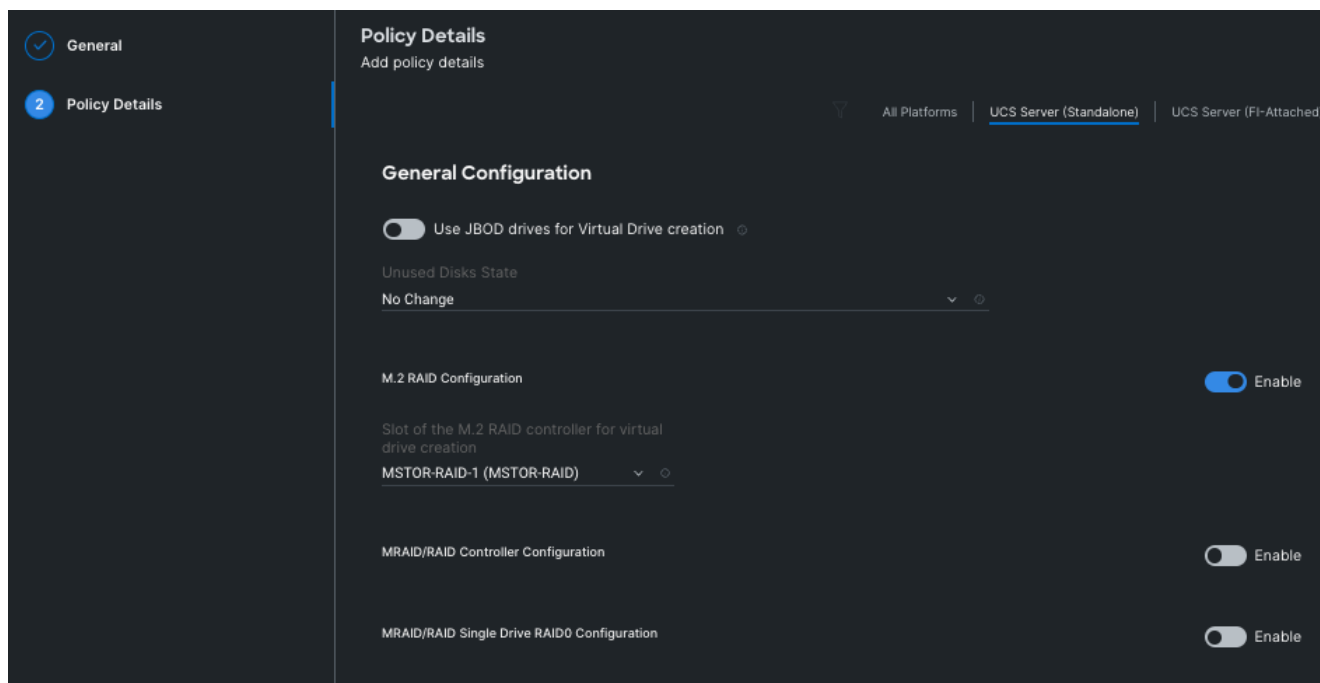 General
2
Policy Details
Policy Details
Add policy details
All Platforms
UCS Server (Standalone)
UCS Server (FI-Attached)
General Configuration
Use JBOD drives for Virtual Drive creation
Unused Disks State
No Change
M.2 RAID Configuration
Enable
Slot of the M.2 RAID controller for virtual
drive creation
MSTOR-RAID-1 (MSTOR-RAID)
MRAID/RAID Controller Configuration
Enable
MRAID/RAID Single Drive RAID0 Configuration
Enable